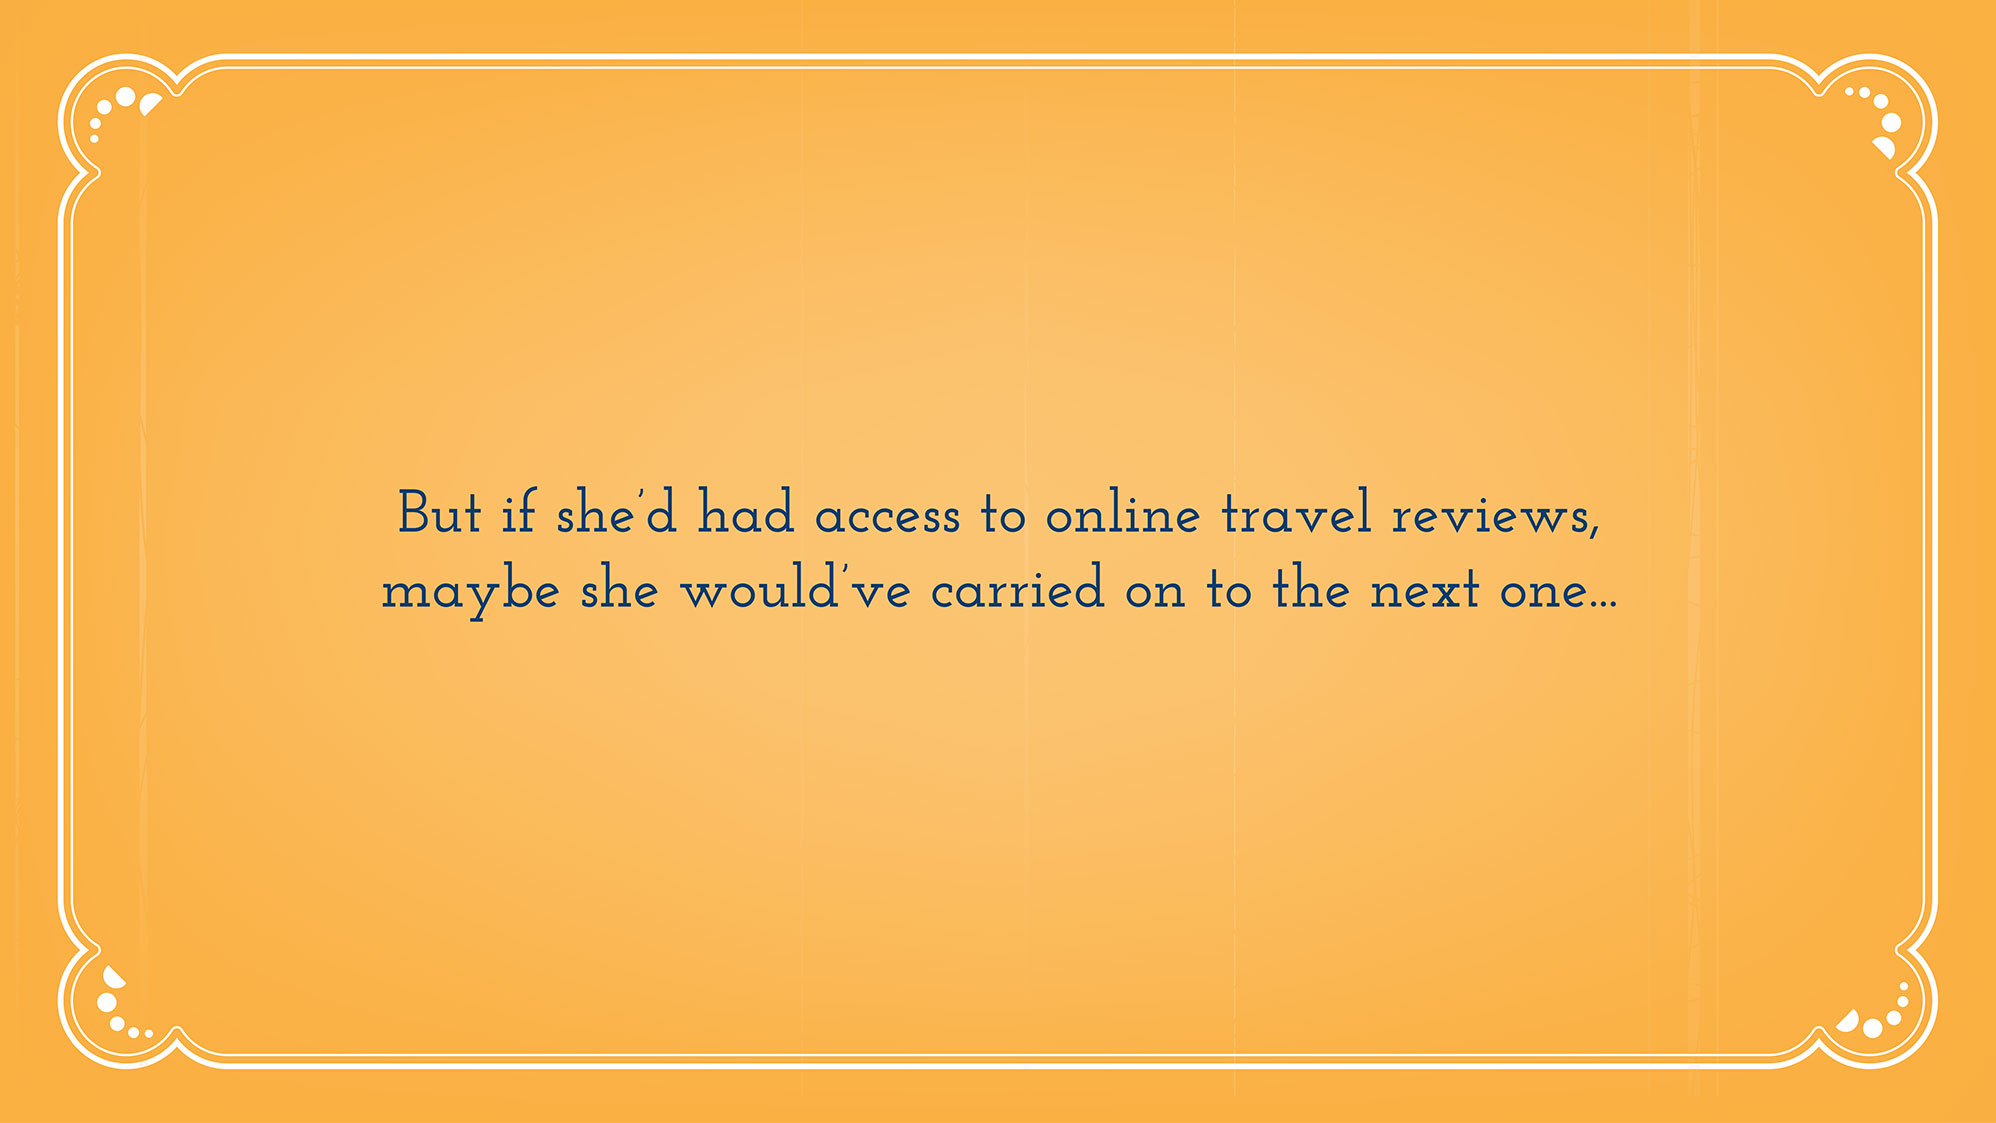 But if she’d had access to online travel reviews,
maybe she would’ve carried on to the next one...